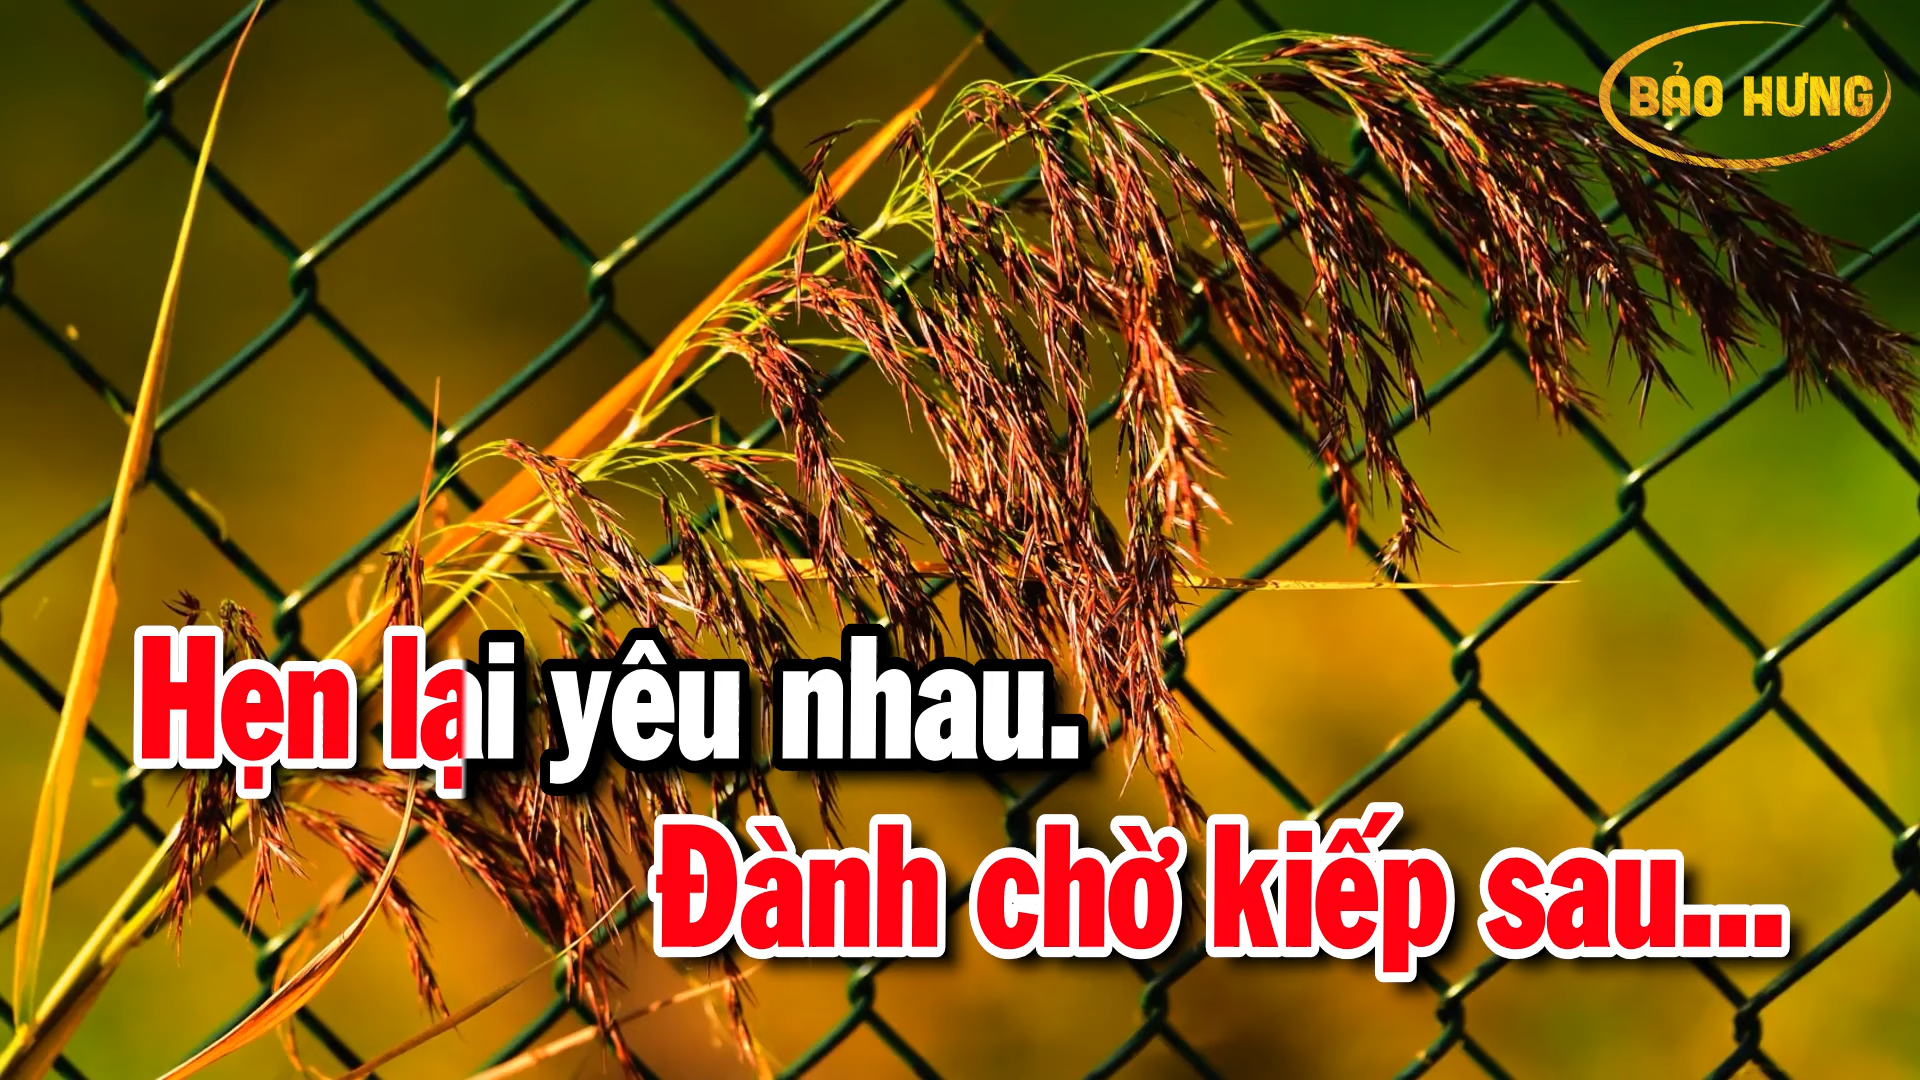 BẢO HƯNG
Hẹn lại yêu nhau.
Đành chờ kiếp sau...